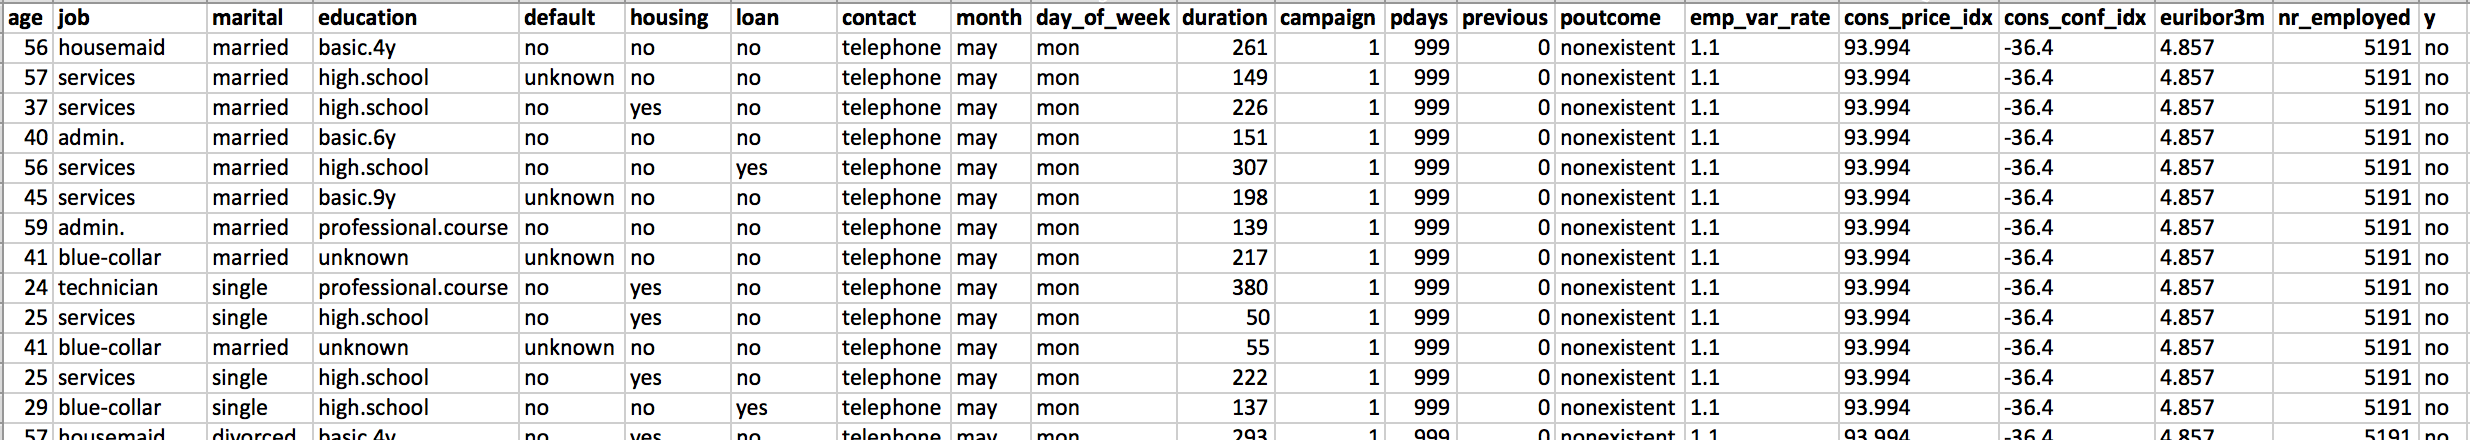 age job marital education default housing loan contact month day_of_week duration campaign pdays previous poutcome emp_var_rate cons_price_idx cons_conf_idx euribor3m nr_employed y
56 housemaid married basic.4y no no no telephone may mon 261 1 999 0 nonexistent 1.1 93.994 -36.4 4.857 5191 no
57 services married high.school unknown no no telephone may mon 149 1 999 0 nonexistent 1.1 93.994 -36.4 4.857 5191 no
37 services married high.school no yes no telephone may mon 226 1 999 0 nonexistent 1.1 93.994 -36.4 4.857 5191 no
40 admin. married basic.6y no no no telephone may mon 151 1 999 0 nonexistent 1.1 93.994 -36.4 4.857 5191 no
56 services married high.school no no yes telephone may mon 307 1 999 0 nonexistent 1.1 93.994 -36.4 4.857 5191 no
45 services married basic.9y unknown no no telephone may mon 198 1 999 0 nonexistent 1.1 93.994 -36.4 4.857 5191 no
59 admin. married professional.course no no no telephone may mon 139 1 999 0 nonexistent 1.1 93.994 -36.4 4.857 5191 no
41 blue-collar married unknown unknown no no telephone may mon 217 1 999 0 nonexistent 1.1 93.994 -36.4 4.857 5191 no
24 technician single professional.course no yes no telephone may mon 380 1 999 0 nonexistent 1.1 93.994 -36.4 4.857 5191 no
25 services single high.school no yes no telephone may mon 50 1 999 0 nonexistent 1.1 93.994 -36.4 4.857 5191 no
41 blue-collar married unknown unknown no no telephone may mon 55 1 999 0 nonexistent 1.1 93.994 -36.4 4.857 5191 no
25 services single high.school no yes no telephone may mon 222 1 999 0 nonexistent 1.1 93.994 -36.4 4.857 5191 no
29 blue-collar single high.school no no yes telephone may mon 137 1 999 0 nonexistent 1.1 93.994 -36.4 4.857 5191 no
57 housemaid divorced basic.4y no yes no telephone may mon 293 1 999 0 nonexistent 1.1 93.994 -36.4 4.857 5191 no